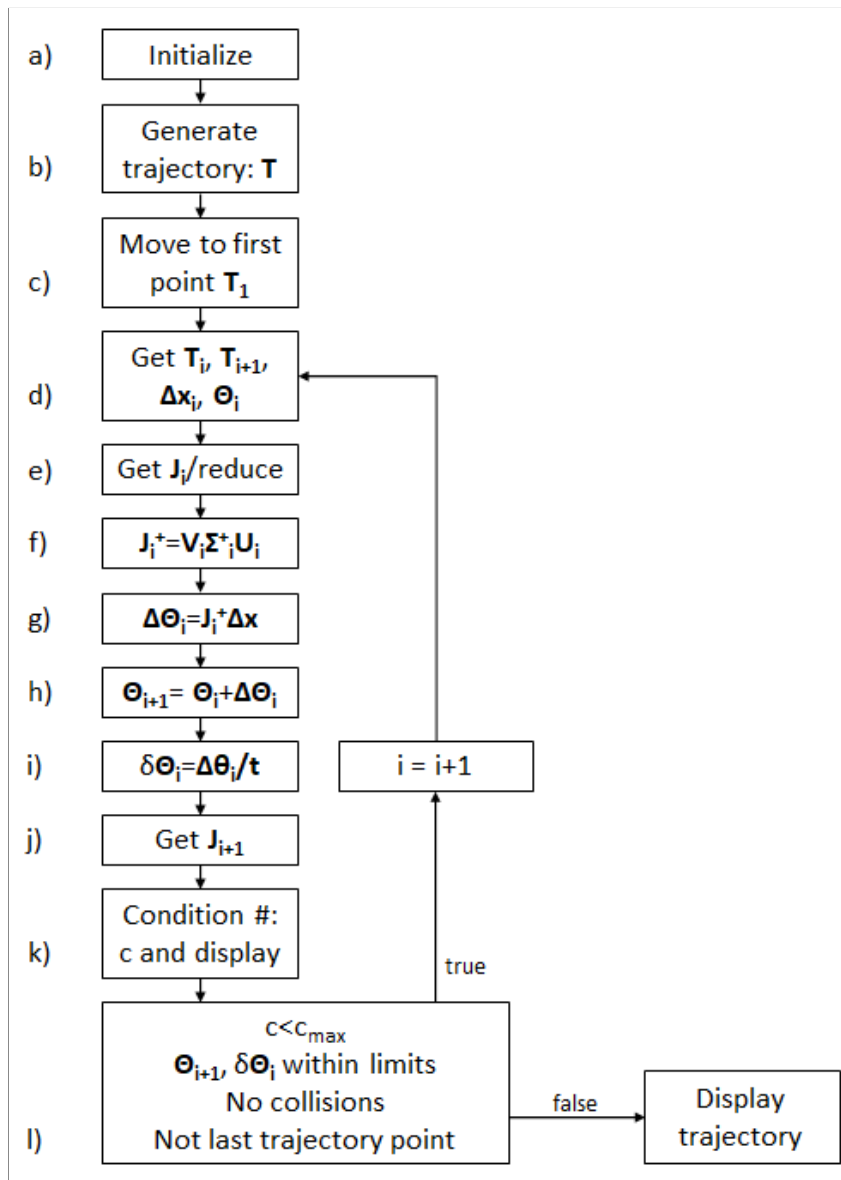 a) Initialize
Generate
b) trajectory: T
Move to first
c) point T₁
Get Tᵢ, Tᵢ₊₁,
d) Δxᵢ, Θᵢ
e) Get Jᵢ/reduce
f) Jᵢ⁺=VᵢΣ⁺ᵢUᵢ
g) ΔΘᵢ=Jᵢ⁺Δx
h) Θᵢ₊₁= Θᵢ+ΔΘᵢ
i) δΘᵢ=Δθᵢ/t
i = i+1
j) Get Jᵢ₊₁
Condition #:
k) c and display
true
c<cₘₐₓ
Θᵢ₊₁, δΘᵢ within limits
No collisions
l) Not last trajectory point
false
Display
trajectory